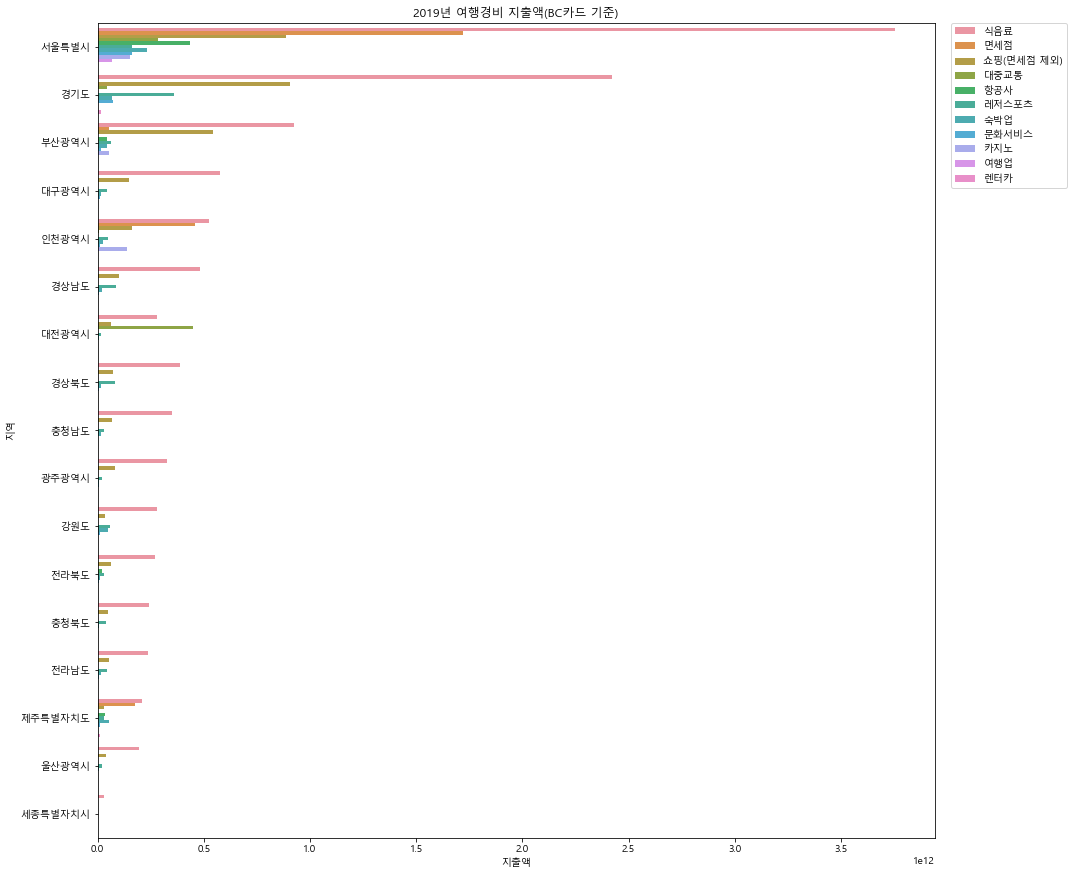 2019년 여행경비 지출액(BC카드 기준)
식음료
면세점
쇼핑(면세점 제외)
대중교통
항공사
레저스포츠
숙박업
문화서비스
카지노
여행업
렌터카
지역
서울특별시
경기도
부산광역시
대구광역시
인천광역시
경상남도
대전광역시
경상북도
충청남도
광주광역시
강원도
전라북도
충청북도
전라남도
제주특별자치도
울산광역시
세종특별자치시
0.0 0.5 1.0 1.5 2.0 2.5 3.0 3.5
지출액
1e12